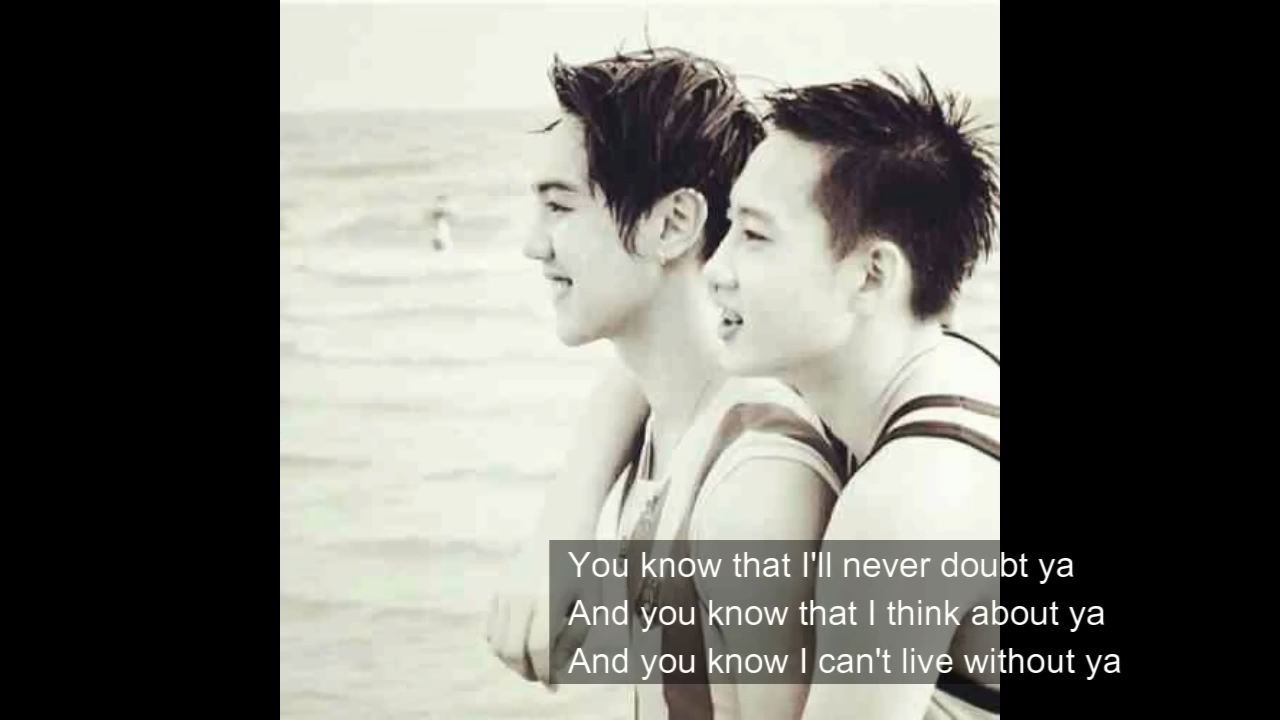 You know that I'll never doubt ya
And you know that I think about ya
And you know I can't live without ya